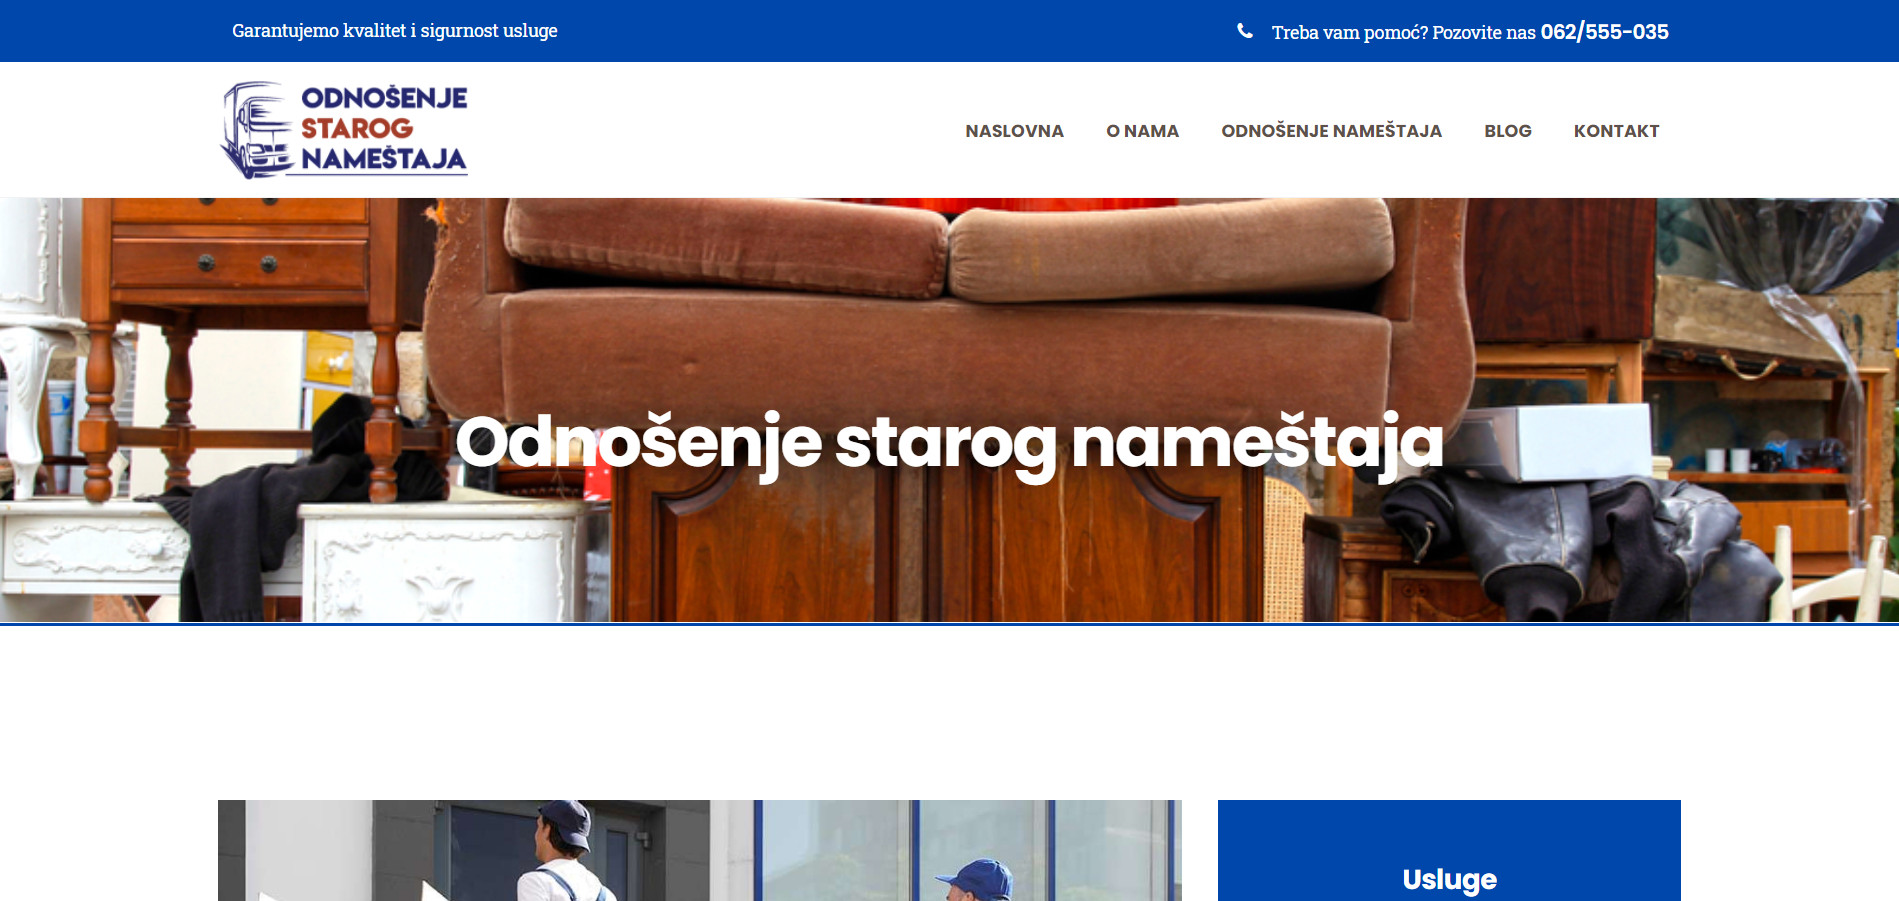 Garantujemo kvalitet i sigurnost usluge
Treba vam pomoć? Pozovite nas 062/555-035
ODNOŠENJE
STAROG
NAMEŠTAJA
NASLOVNA
O NAMA
ODNOŠENJE NAMEŠTAJA
BLOG
KONTAKT
Odnošenje starog nameštaja
Usluge